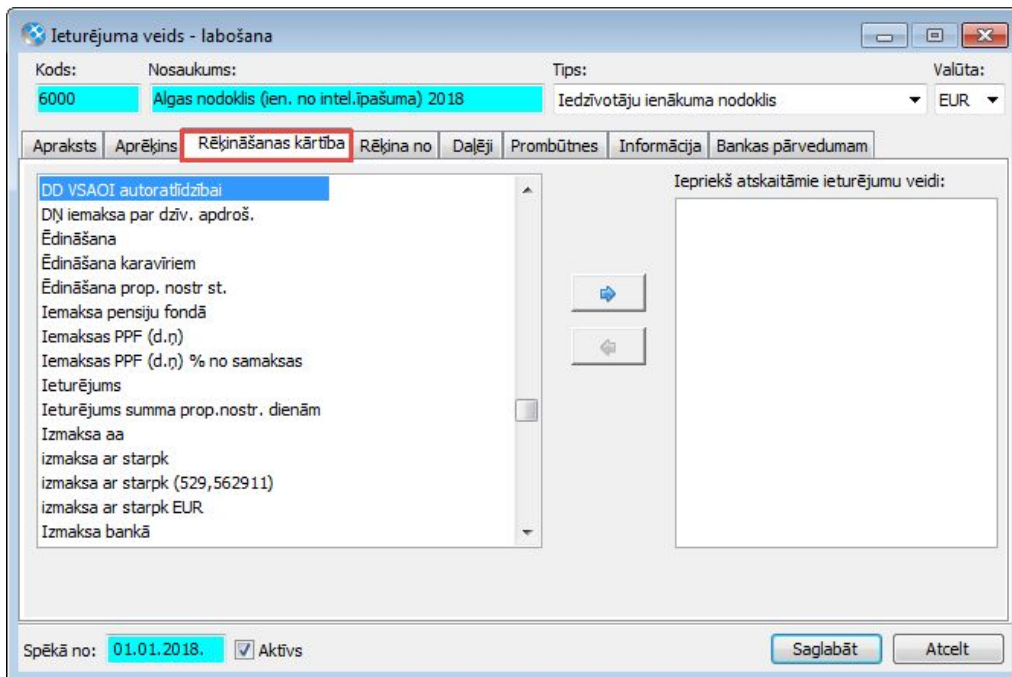 Ieturējuma veids - labošana
Kods: Nosaukums: Tips: Valūta:
6000 Algas nodoklis (ien. no intel.īpašuma) 2018 Iedzīvotāju ienākuma nodoklis EUR
Apraksts Aprēķins Rēķināšanas kārtība Rēķina no Daļēji Prombūtnes Informācija Bankas pārvedumam
Iepriekš atskaitāmie ieturējumu veidi:
DD VSAOI autoratlīdzībai
DŅ iemaksa par dzīv. apdroš.
Ēdināšana
Ēdināšana karavīriem
Ēdināšana prop. nostr st.
Iemaksa pensiju fondā
Iemaksas PPF (d.ņ)
Iemaksas PPF (d.ņ) % no samaksas
Ieturējums
Ieturējums summa prop.nostr. dienām
Izmaksa aa
izmaksa ar starpk
izmaksa ar starpk (529,562911)
izmaksa ar starpk EUR
Izmaksa bankā
Spēkā no: 01.01.2018. Aktīvs Saglabāt Atcelt